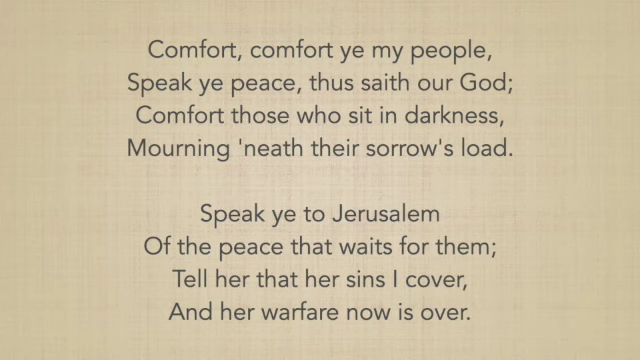 Comfort, comfort ye my people,
Speak ye peace, thus saith our God;
Comfort those who sit in darkness,
Mourning 'neath their sorrow's load.

Speak ye to Jerusalem
Of the peace that waits for them;
Tell her that her sins I cover,
And her warfare now is over.